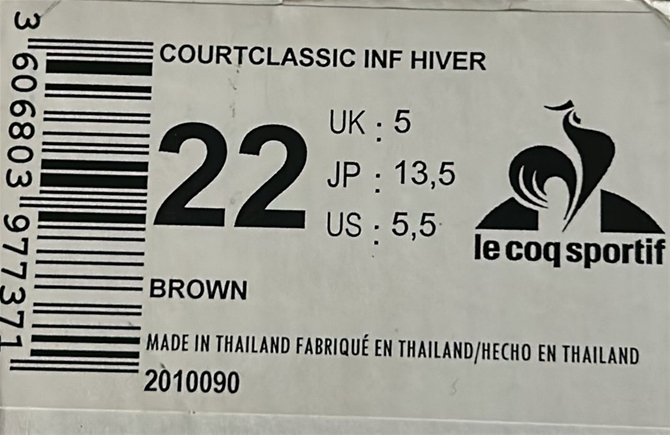 COURTCLASSIC INF HIVER
22
UK : 5
JP : 13,5
US : 5,5
le coq sportif
BROWN
MADE IN THAILAND FABRIQUÉ EN THAILAND/HECHO EN THAILAND
2010090
3 606803 977371